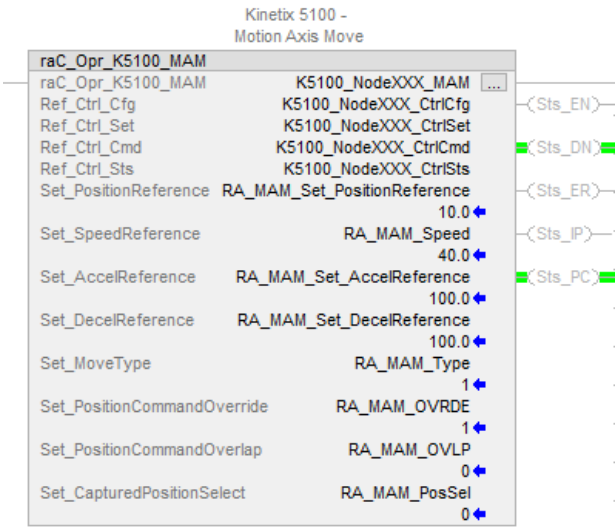 Kinetix 5100 -
Motion Axis Move
raC_Opr_K5100_MAM
raC_Opr_K5100_MAM K5100_NodeXXX_MAM ... (Sts_EN)
Ref_Ctrl_Cfg K5100_NodeXXX_CtrlCfg
Ref_Ctrl_Set K5100_NodeXXX_CtrlSet
Ref_Ctrl_Cmd K5100_NodeXXX_CtrlCmd (Sts_DN)
Ref_Ctrl_Sts K5100_NodeXXX_CtrlSts
Set_PositionReference RA_MAM_Set_PositionReference (Sts_ER)
10.0
Set_SpeedReference RA_MAM_Speed (Sts_IP)
40.0
Set_AccelReference RA_MAM_Set_AccelReference (Sts_PC)
100.0
Set_DecelReference RA_MAM_Set_DecelReference
100.0
Set_MoveType RA_MAM_Type
1
Set_PositionCommandOverride RA_MAM_OVRDE
1
Set_PositionCommandOverlap RA_MAM_OVLP
0
Set_CapturedPositionSelect RA_MAM_PosSel
0